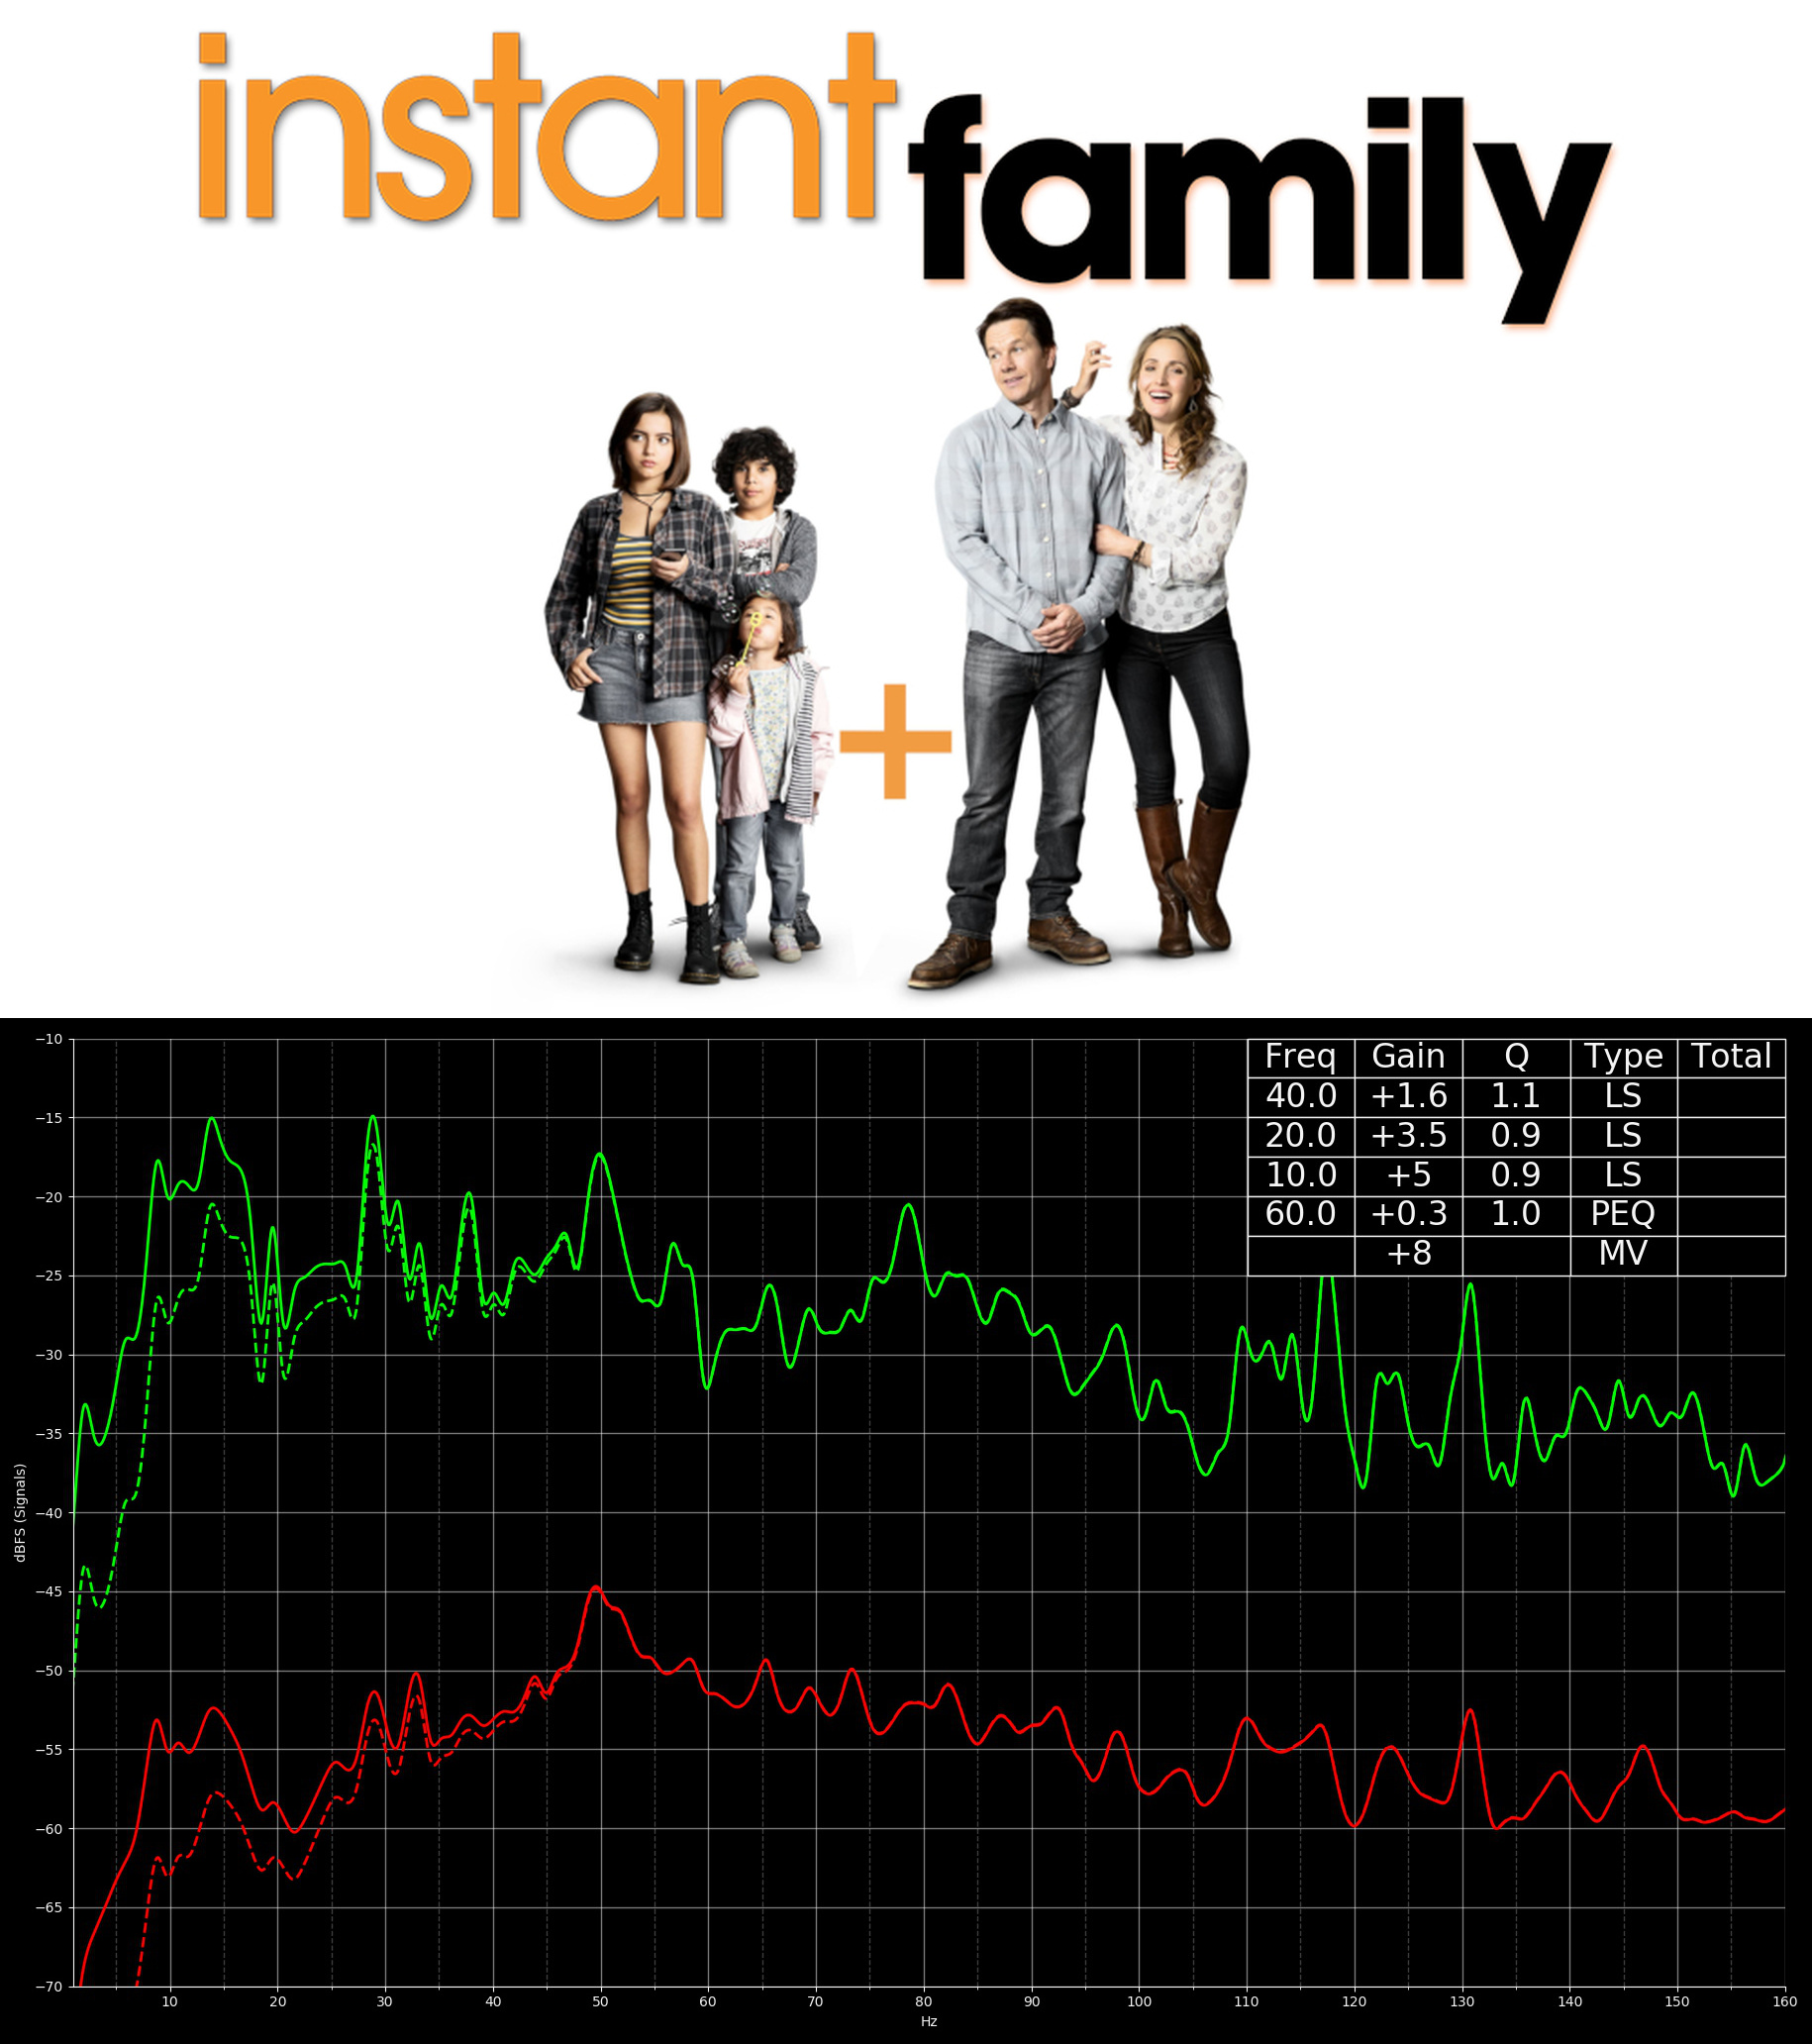 instant family
Freq Gain Q Type Total
40.0 +1.6 1.1 LS
20.0 +3.5 0.9 LS
10.0 +5 0.9 LS
60.0 +0.3 1.0 PEQ
+8 MV
−10
−15
−20
−25
−30
−35
−40
−45
−50
−55
−60
−65
−70
dBFS (Signals)
10 20 30 40 50 60 70 80 90 100 110 120 130 140 150 160
Hz